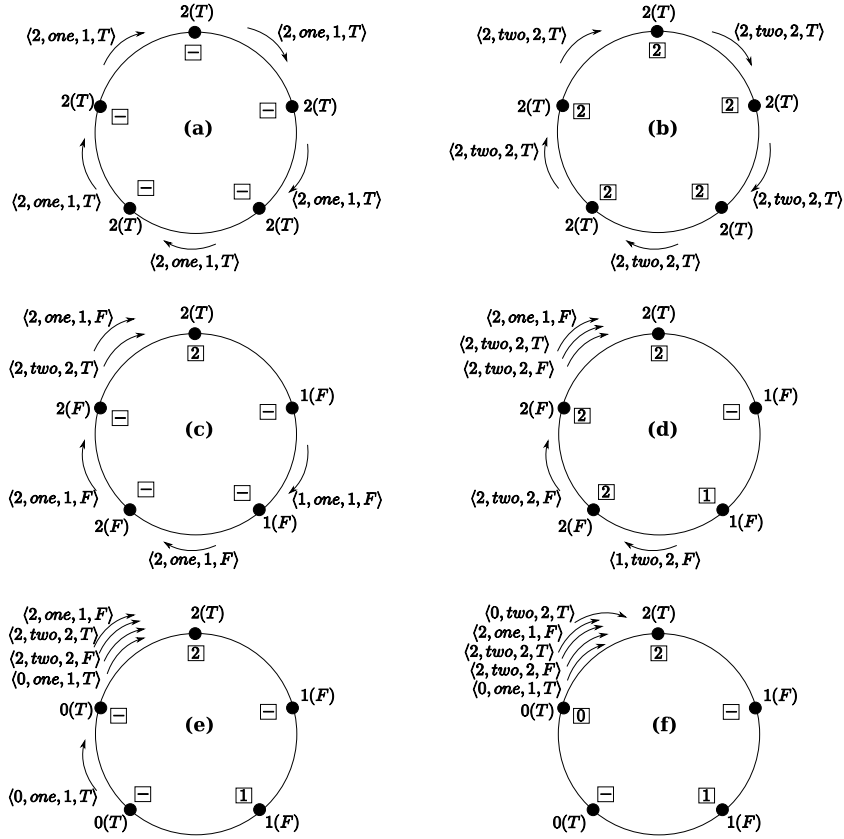 2(T)
2(T)
⟨2, one, 1, T⟩
⟨2, one, 1, T⟩
⟨2, two, 2, T⟩
⟨2, two, 2, T⟩
−
2
2(T)
−
−
2(T)
2(T)
2
2
2(T)
(a)
(b)
⟨2, two, 2, T⟩
⟨2, one, 1, T⟩
−
−
⟨2, one, 1, T⟩
2
2
⟨2, two, 2, T⟩
2(T)
2(T)
2(T)
2(T)
⟨2, one, 1, T⟩
⟨2, two, 2, T⟩
2(T)
2(T)
⟨2, one, 1, F⟩
⟨2, one, 1, F⟩
⟨2, two, 2, T⟩
⟨2, two, 2, T⟩
2
2
⟨2, two, 2, F⟩
2(F)
−
−
1(F)
2(F)
2
−
1(F)
(c)
(d)
⟨2, one, 1, F⟩
−
−
⟨1, one, 1, F⟩
⟨2, two, 2, F⟩
2
1
2(F)
1(F)
2(F)
1(F)
⟨2, one, 1, F⟩
⟨1, two, 2, F⟩
2(T)
2(T)
⟨2, one, 1, F⟩
⟨0, two, 2, T⟩
⟨2, two, 2, T⟩
⟨2, one, 1, F⟩
⟨2, two, 2, F⟩
2
⟨2, two, 2, T⟩
2
⟨0, one, 1, T⟩
⟨2, two, 2, F⟩
⟨0, one, 1, T⟩
0(T)
−
−
1(F)
0(T)
0
−
1(F)
(e)
(f)
⟨0, one, 1, T⟩
−
1
−
1
0(T)
1(F)
0(T)
1(F)